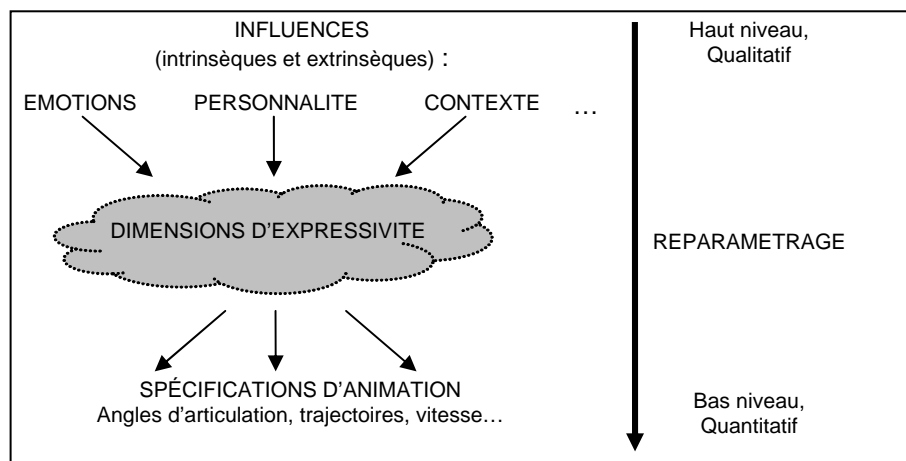 INFLUENCES
(intrinsèques et extrinsèques) :
EMOTIONS PERSONNALITE CONTEXTE …
DIMENSIONS D'EXPRESSIVITE
SPÉCIFICATIONS D'ANIMATION
Angles d'articulation, trajectoires, vitesse…
Haut niveau,
Qualitatif
REPARAMETRAGE
Bas niveau,
Quantitatif